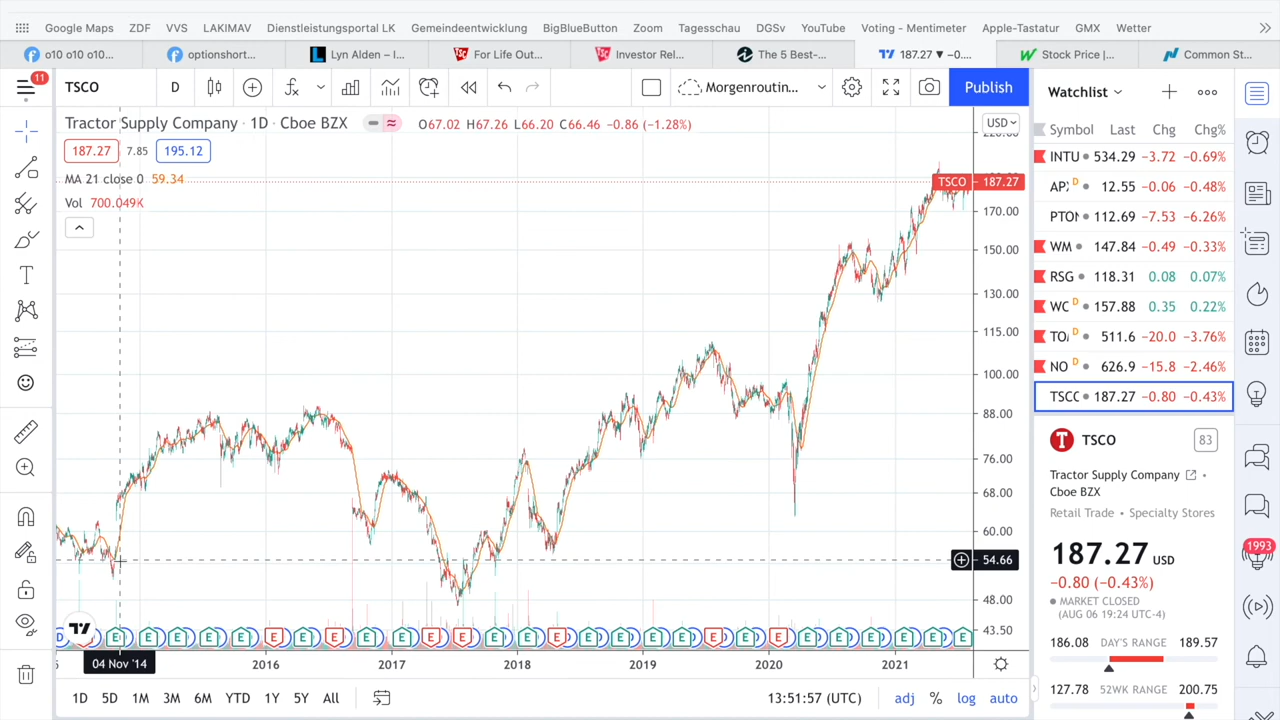 Google Maps ZDF VVS LAKIMAV Dienstleistungsportal LK Gemeindeentwicklung BigBlueButton Zoom Tagesschau DGSv YouTube Voting - Mentimeter Apple-Tastatur GMX Wetter
o10 o10 o10... optionshort... Lyn Alden – I... For Life Out... Investor Rel... The 5 Best-... 187.27 ▼ −0.... Stock Price |... Common St...
11
TSCO D Morgenroutin... Publish
Watchlist
Tractor Supply Company · 1D · Cboe BZX O67.02 H67.26 L66.20 C66.46 −0.86 (−1.28%)
USD
187.27 7.85 195.12
MA 21 close 0 59.34
Vol 700.049K
TSCO 187.27
170.00
150.00
130.00
115.00
100.00
88.00
76.00
68.00
60.00
54.66
48.00
43.50
04 Nov '14 2016 2017 2018 2019 2020 2021
1D 5D 1M 3M 6M YTD 1Y 5Y All 13:51:57 (UTC) adj % log auto
Symbol Last Chg Chg%
INTU 534.29 −3.72 −0.69%
D 12.55 −0.06 −0.48%
112.69 −7.53 −6.26%
WM 147.84 −0.49 −0.33%
RSG 118.31 0.08 0.07%
D 157.88 0.35 0.22%
D 511.6 −20.0 −3.76%
NO D 626.9 −15.8 −2.46%
187.27 −0.80 −0.43%
TSCO 83
Tractor Supply Company
Cboe BZX
Retail Trade • Specialty Stores
187.27 USD
−0.80 (−0.43%)
MARKET CLOSED
(AUG 06 19:24 UTC-4)
186.08 DAY'S RANGE 189.57
127.78 52WK RANGE 200.75
1993